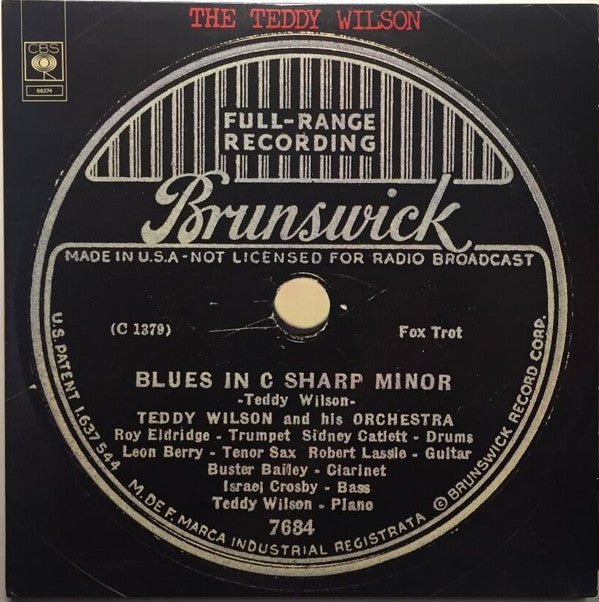 THE TEDDY WILSON
CBS
66274
FULL-RANGE
RECORDING
Brunswick
MADE IN U.S.A-NOT LICENSED FOR RADIO BROADCAST
(C 1379)
Fox Trot
BLUES IN C SHARP MINOR
-Teddy Wilson-
TEDDY WILSON and his ORCHESTRA
Roy Eldridge - Trumpet Sidney Catlett - Drums
Leon Berry - Tenor Sax Robert Lassie - Guitar
Buster Bailey - Clarinet
Israel Crosby - Bass
Teddy Wilson - Piano
7684
U.S. PATENT 1,637,544
M. DE F. MARCA INDUSTRIAL REGISTRATA
© BRUNSWICK RECORD CORP.